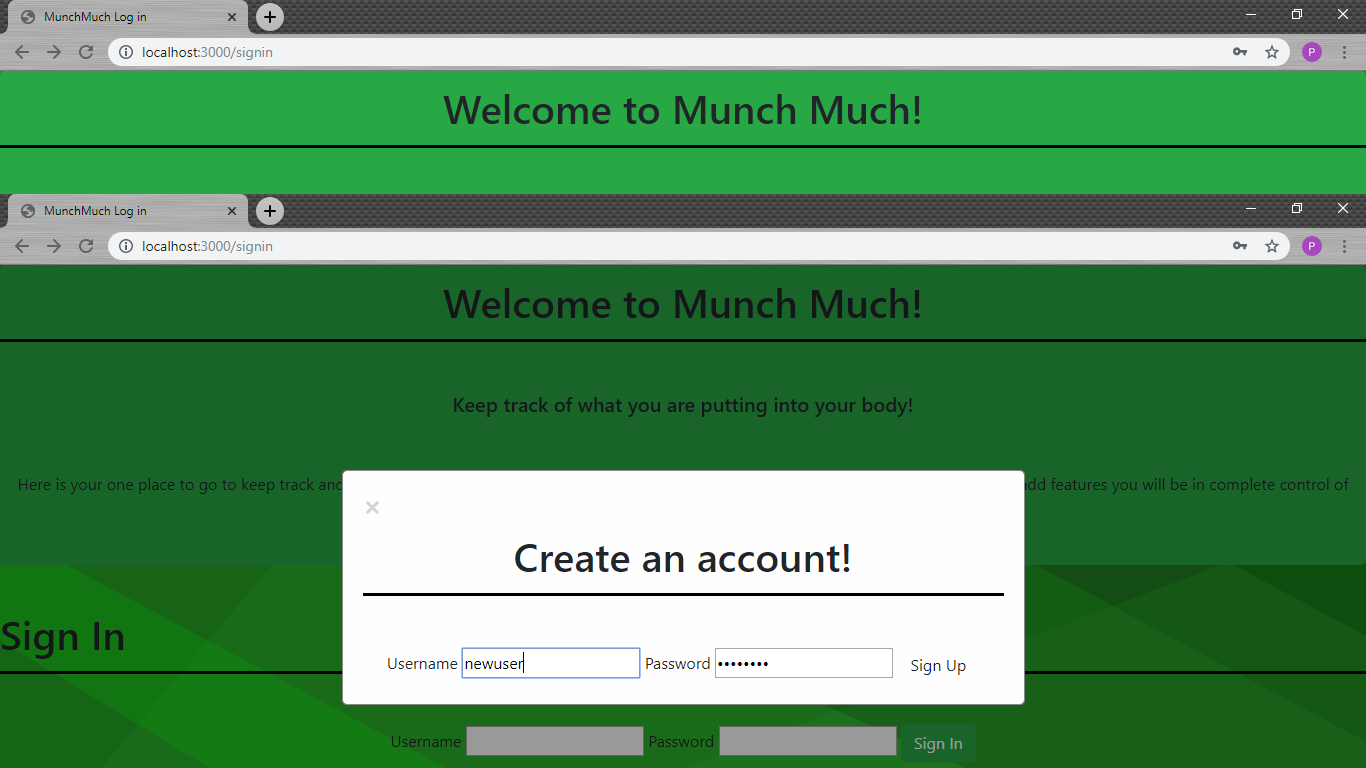 MunchMuch Log in
localhost:3000/signin
P
Welcome to Munch Much!
MunchMuch Log in
localhost:3000/signin
P
Welcome to Munch Much!
Keep track of what you are putting into your body!
Here is your one place to go to keep track and add features you will be in complete control of
Create an account!
Sign In
Username newuser Password •••••••• Sign Up
Username Password Sign In